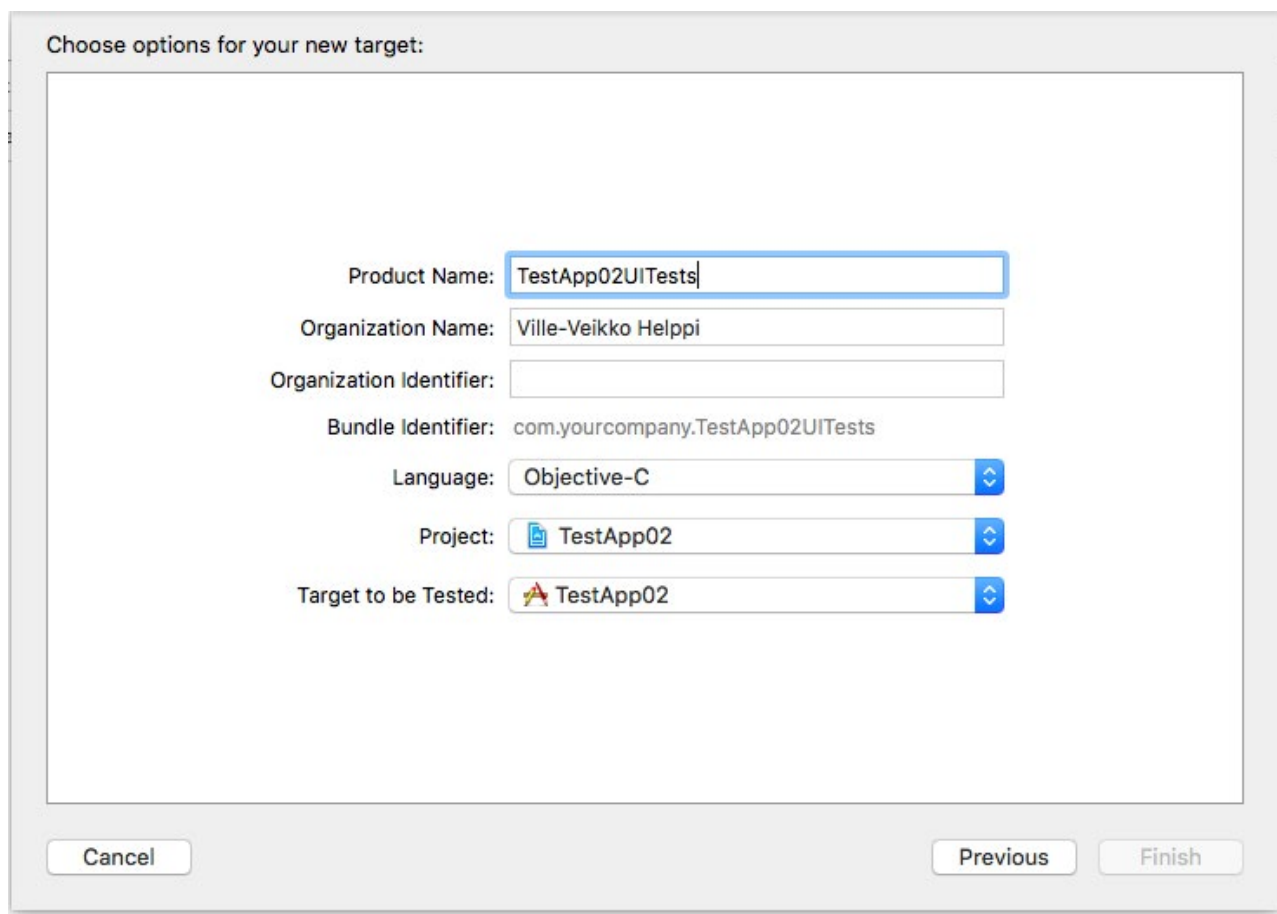 Choose options for your new target:
Product Name: TestApp02UITests
Organization Name: Ville-Veikko Helppi
Organization Identifier:
Bundle Identifier: com.yourcompany.TestApp02UITests
Language: Objective-C
Project: TestApp02
Target to be Tested: TestApp02
Cancel Previous Finish